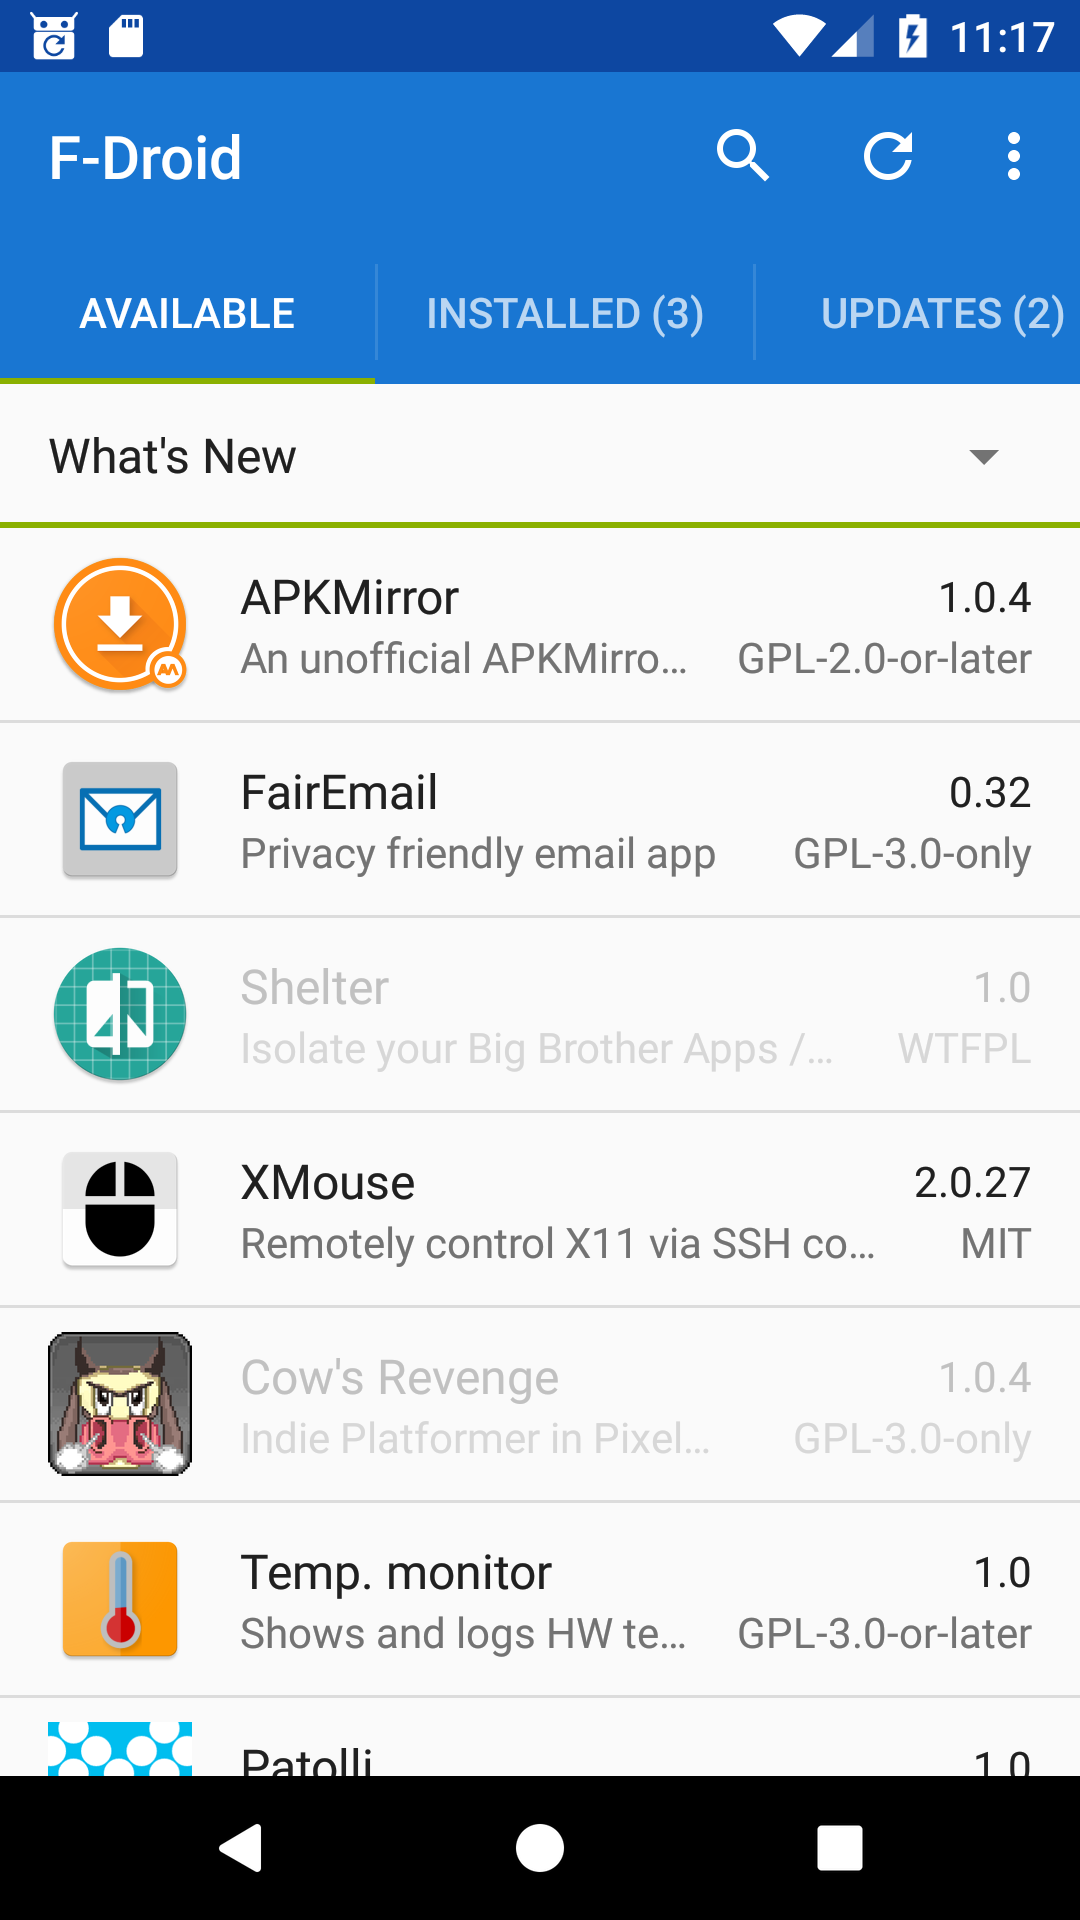 11:17
F-Droid
AVAILABLE
INSTALLED (3)
UPDATES (2)
What's New
APKMirror 1.0.4
An unofficial APKMirro... GPL-2.0-or-later
FairEmail 0.32
Privacy friendly email app GPL-3.0-only
Shelter 1.0
Isolate your Big Brother Apps /... WTFPL
XMouse 2.0.27
Remotely control X11 via SSH co... MIT
Cow's Revenge 1.0.4
Indie Platformer in Pixel... GPL-3.0-only
Temp. monitor 1.0
Shows and logs HW te... GPL-3.0-or-later
Patolli 1.0